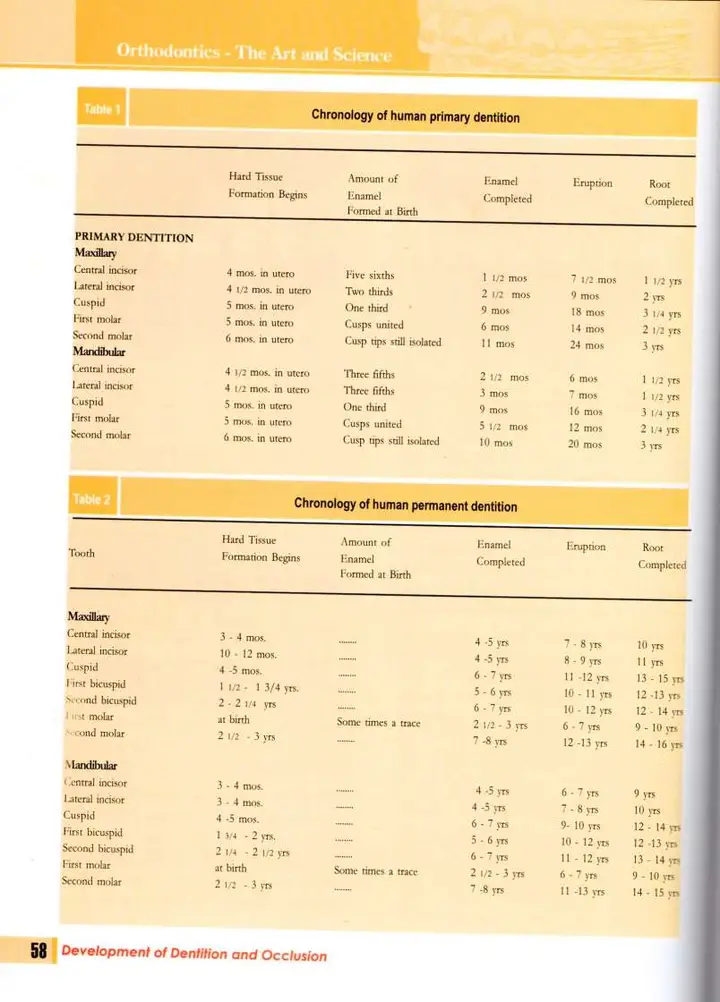 Orthodontics - The Art and Science
Table 1 Chronology of human primary dentition
Hard Tissue Formation Begins Amount of Enamel Formed at Birth Enamel Completed Eruption Root Completed
PRIMARY DENTITION
Maxillary
Central incisor 4 mos. in utero Five sixths 1 1/2 mos 7 1/2 mos 1 1/2 yrs
Lateral incisor 4 1/2 mos. in utero Two thirds 2 1/2 mos 9 mos 2 yrs
Cuspid 5 mos. in utero One third 9 mos 18 mos 3 1/4 yrs
First molar 5 mos. in utero Cusps united 6 mos 14 mos 2 1/2 yrs
Second molar 6 mos. in utero Cusp tips still isolated 11 mos 24 mos 3 yrs
Mandibular
Central incisor 4 1/2 mos. in utero Three fifths 2 1/2 mos 6 mos 1 1/2 yrs
Lateral incisor 4 1/2 mos. in utero Three fifths 3 mos 7 mos 1 1/2 yrs
Cuspid 5 mos. in utero One third 9 mos 16 mos 3 1/4 yrs
First molar 5 mos. in utero Cusps united 5 1/2 mos 12 mos 2 1/4 yrs
Second molar 6 mos. in utero Cusp tips still isolated 10 mos 20 mos 3 yrs
Table 2 Chronology of human permanent dentition
Tooth Hard Tissue Formation Begins Amount of Enamel Formed at Birth Enamel Completed Eruption Root Completed
Maxillary
Central incisor 3 - 4 mos. ........ 4 -5 yrs 7 - 8 yrs 10 yrs
Lateral incisor 10 - 12 mos. ........ 4 -5 yrs 8 - 9 yrs 11 yrs
Cuspid 4 -5 mos. ........ 6 - 7 yrs 11 -12 yrs 13 - 15 yrs
First bicuspid 1 1/2 - 1 3/4 yrs. ........ 5 - 6 yrs 10 - 11 yrs 12 -13 yrs
Second bicuspid 2 - 2 1/4 yrs ........ 6 - 7 yrs 10 - 12 yrs 12 - 14 yrs
First molar at birth Some times a trace 2 1/2 - 3 yrs 6 - 7 yrs 9 - 10 yrs
Second molar 2 1/2 - 3 yrs ........ 7 -8 yrs 12 -13 yrs 14 - 16 yrs
Mandibular
Central incisor 3 - 4 mos. ........ 4 -5 yrs 6 - 7 yrs 9 yrs
Lateral incisor 3 - 4 mos. ........ 4 -5 yrs 7 - 8 yrs 10 yrs
Cuspid 4 -5 mos. ........ 6 - 7 yrs 9- 10 yrs 12 - 14 yrs
First bicuspid 1 3/4 - 2 yrs. ........ 5 - 6 yrs 10 - 12 yrs 12 -13 yrs
Second bicuspid 2 1/4 - 2 1/2 yrs ........ 6 - 7 yrs 11 - 12 yrs 13 - 14 yrs
First molar at birth Some times a trace 2 1/2 - 3 yrs 6 - 7 yrs 9 - 10 yrs
Second molar 2 1/2 - 3 yrs ........ 7 -8 yrs 11 -13 yrs 14 - 15 yrs
58 Development of Dentition and Occlusion